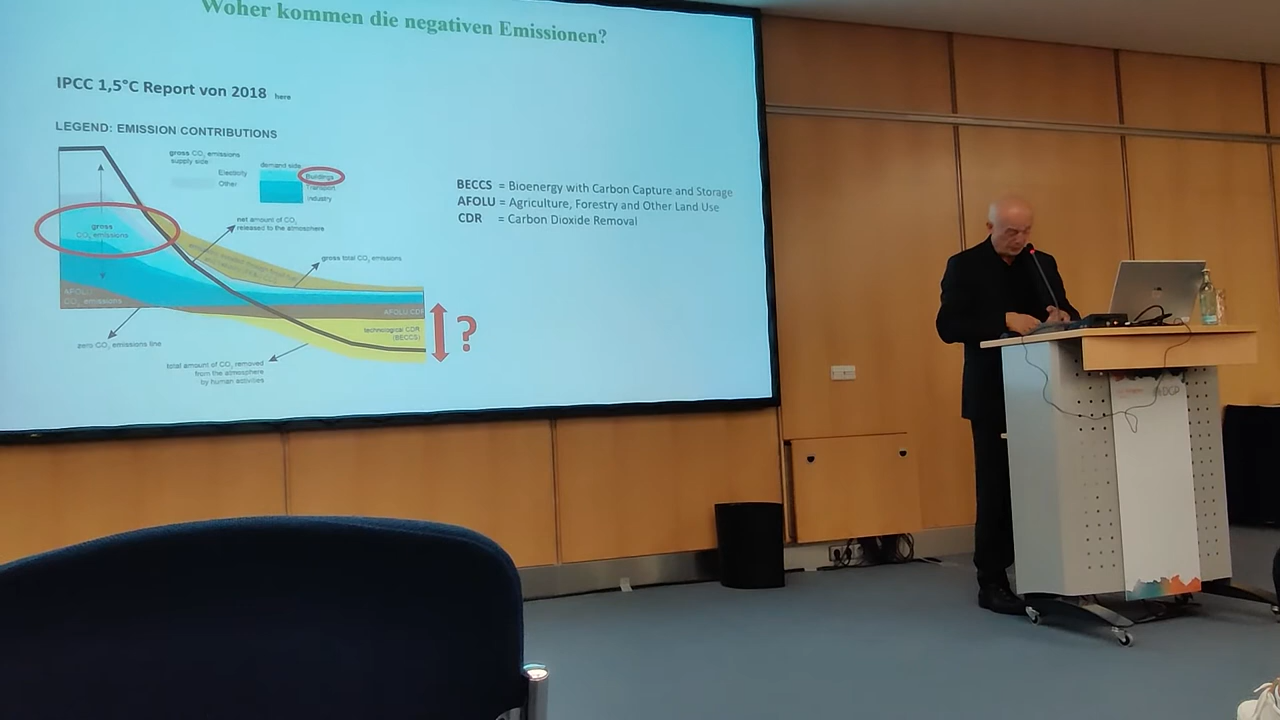 Woher kommen die negativen Emissionen?
IPCC 1,5°C Report von 2018 here
LEGEND: EMISSION CONTRIBUTIONS
gross CO₂ emissions
supply side
Electricity
Other
demand side
Buildings
Transport
Industry
BECCS = Bioenergy with Carbon Capture and Storage
AFOLU = Agriculture, Forestry and Other Land Use
CDR = Carbon Dioxide Removal
net amount of CO₂
released to the atmosphere
gross
CO₂ emissions
gross total CO₂ emissions
AFOLU
CO₂ emissions
AFOLU CDR
technological CDR
(BECCS)
?
zero CO₂ emissions line
total amount of CO₂ removed
from the atmosphere
by human activities
DGP